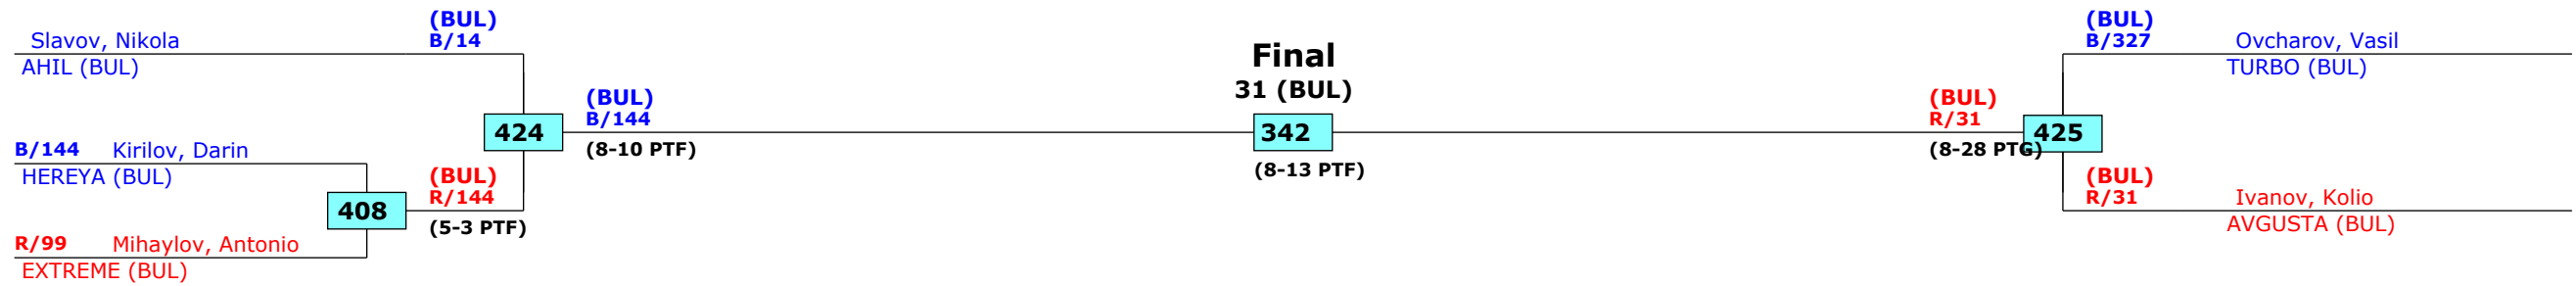 (BUL)
Slavov, Nikola B/14
AHIL (BUL)
(BUL)
B/144
424
(8-10 PTF)
B/144 Kirilov, Darin
HEREYA (BUL)
(BUL)
R/144
408
(5-3 PTF)
R/99 Mihaylov, Antonio
EXTREME (BUL)
Final
31 (BUL)
342
(8-13 PTF)
(BUL)
B/327 Ovcharov, Vasil
TURBO (BUL)
(BUL)
R/31
425
(8-28 PTG)
(BUL)
R/31 Ivanov, Kolio
AVGUSTA (BUL)